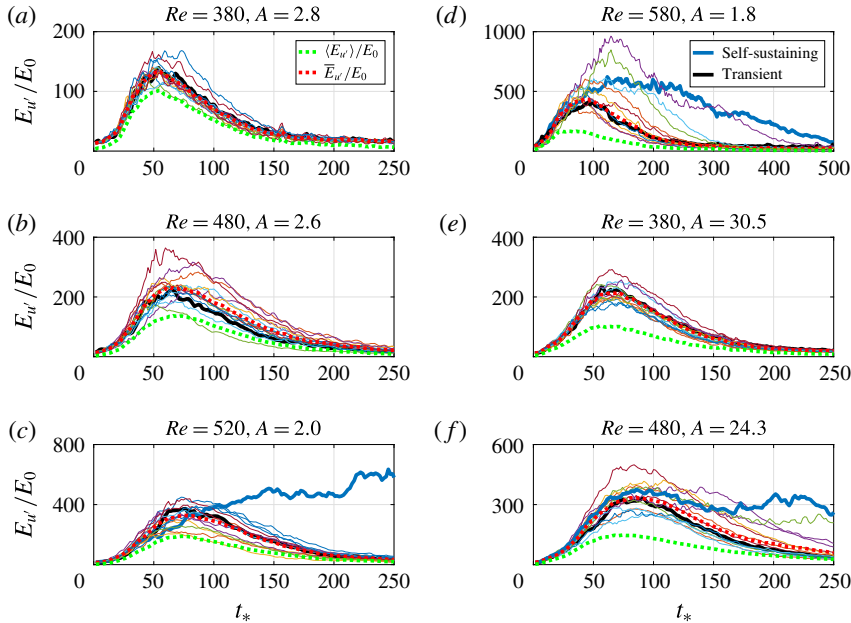 (a) Re = 380, A = 2.8
E_{u′}/E_0
200
100
0
0 50 100 150 200 250
⟨E_{u′}⟩/E_0
E̅_{u′}/E_0
(b) Re = 480, A = 2.6
E_{u′}/E_0
400
200
0
0 50 100 150 200 250
(c) Re = 520, A = 2.0
E_{u′}/E_0
800
400
0
0 50 100 150 200 250
t_*
(d) Re = 580, A = 1.8
1000
500
0
0 100 200 300 400 500
Self-sustaining
Transient
(e) Re = 380, A = 30.5
400
200
0
0 50 100 150 200 250
(f) Re = 480, A = 24.3
600
300
0
0 50 100 150 200 250
t_*